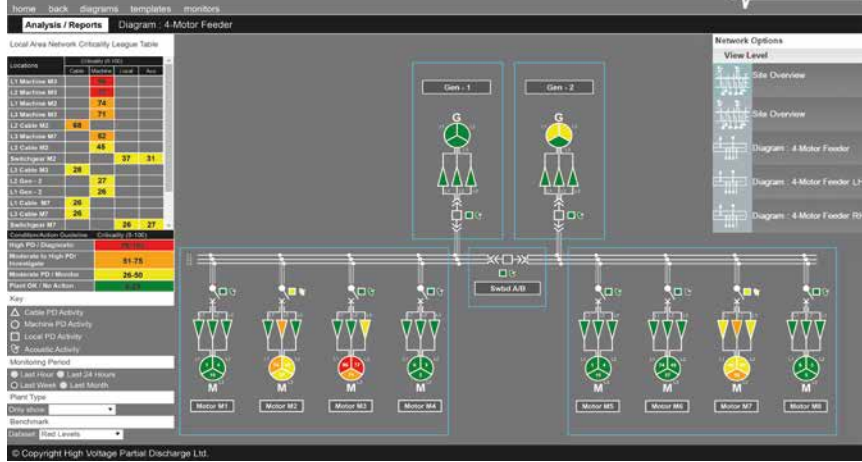 home back diagrams templates monitors
Analysis / Reports Diagram : 4-Motor Feeder
Local Area Network Criticality League Table
Locations Criticality (0-100)
Cable Machine Local Aco
L1 Machine M3
L2 Machine M3
L1 Machine M2 74
L3 Machine M3 71
L2 Cable M2 68
L3 Machine M7 62
L3 Machine M2 45
Switchgear M2 37 31
L3 Cable M3 28
L2 Gen - 2 27
L1 Gen - 2 26
L1 Cable M7 26
L3 Cable M7 26
Switchgear M7 26 27
Condition/Action Guideline Criticality (0-100)
High PD / Diagnostic
Moderate to High PD/
Investigate 51-75
Moderate PD / Monitor 26-50
Plant OK / No Action
Key
Cable PD Activity
Machine PD Activity
Local PD Activity
Acoustic Activity
Monitoring Period
Last Hour Last 24 Hours
Last Week Last Month
Plant Type
Only show
Benchmark
Dataset Red Levels
Gen - 1
Gen - 2
G
G
Swbd A/B
M M M M M M M M
Motor M1 Motor M2 Motor M3 Motor M4 Motor M5 Motor M6 Motor M7 Motor M8
Network Options
View Level
Site Overview
Site Overview
Diagram : 4-Motor Feeder
Diagram : 4-Motor Feeder LH
Diagram : 4-Motor Feeder RH
© Copyright High Voltage Partial Discharge Ltd.